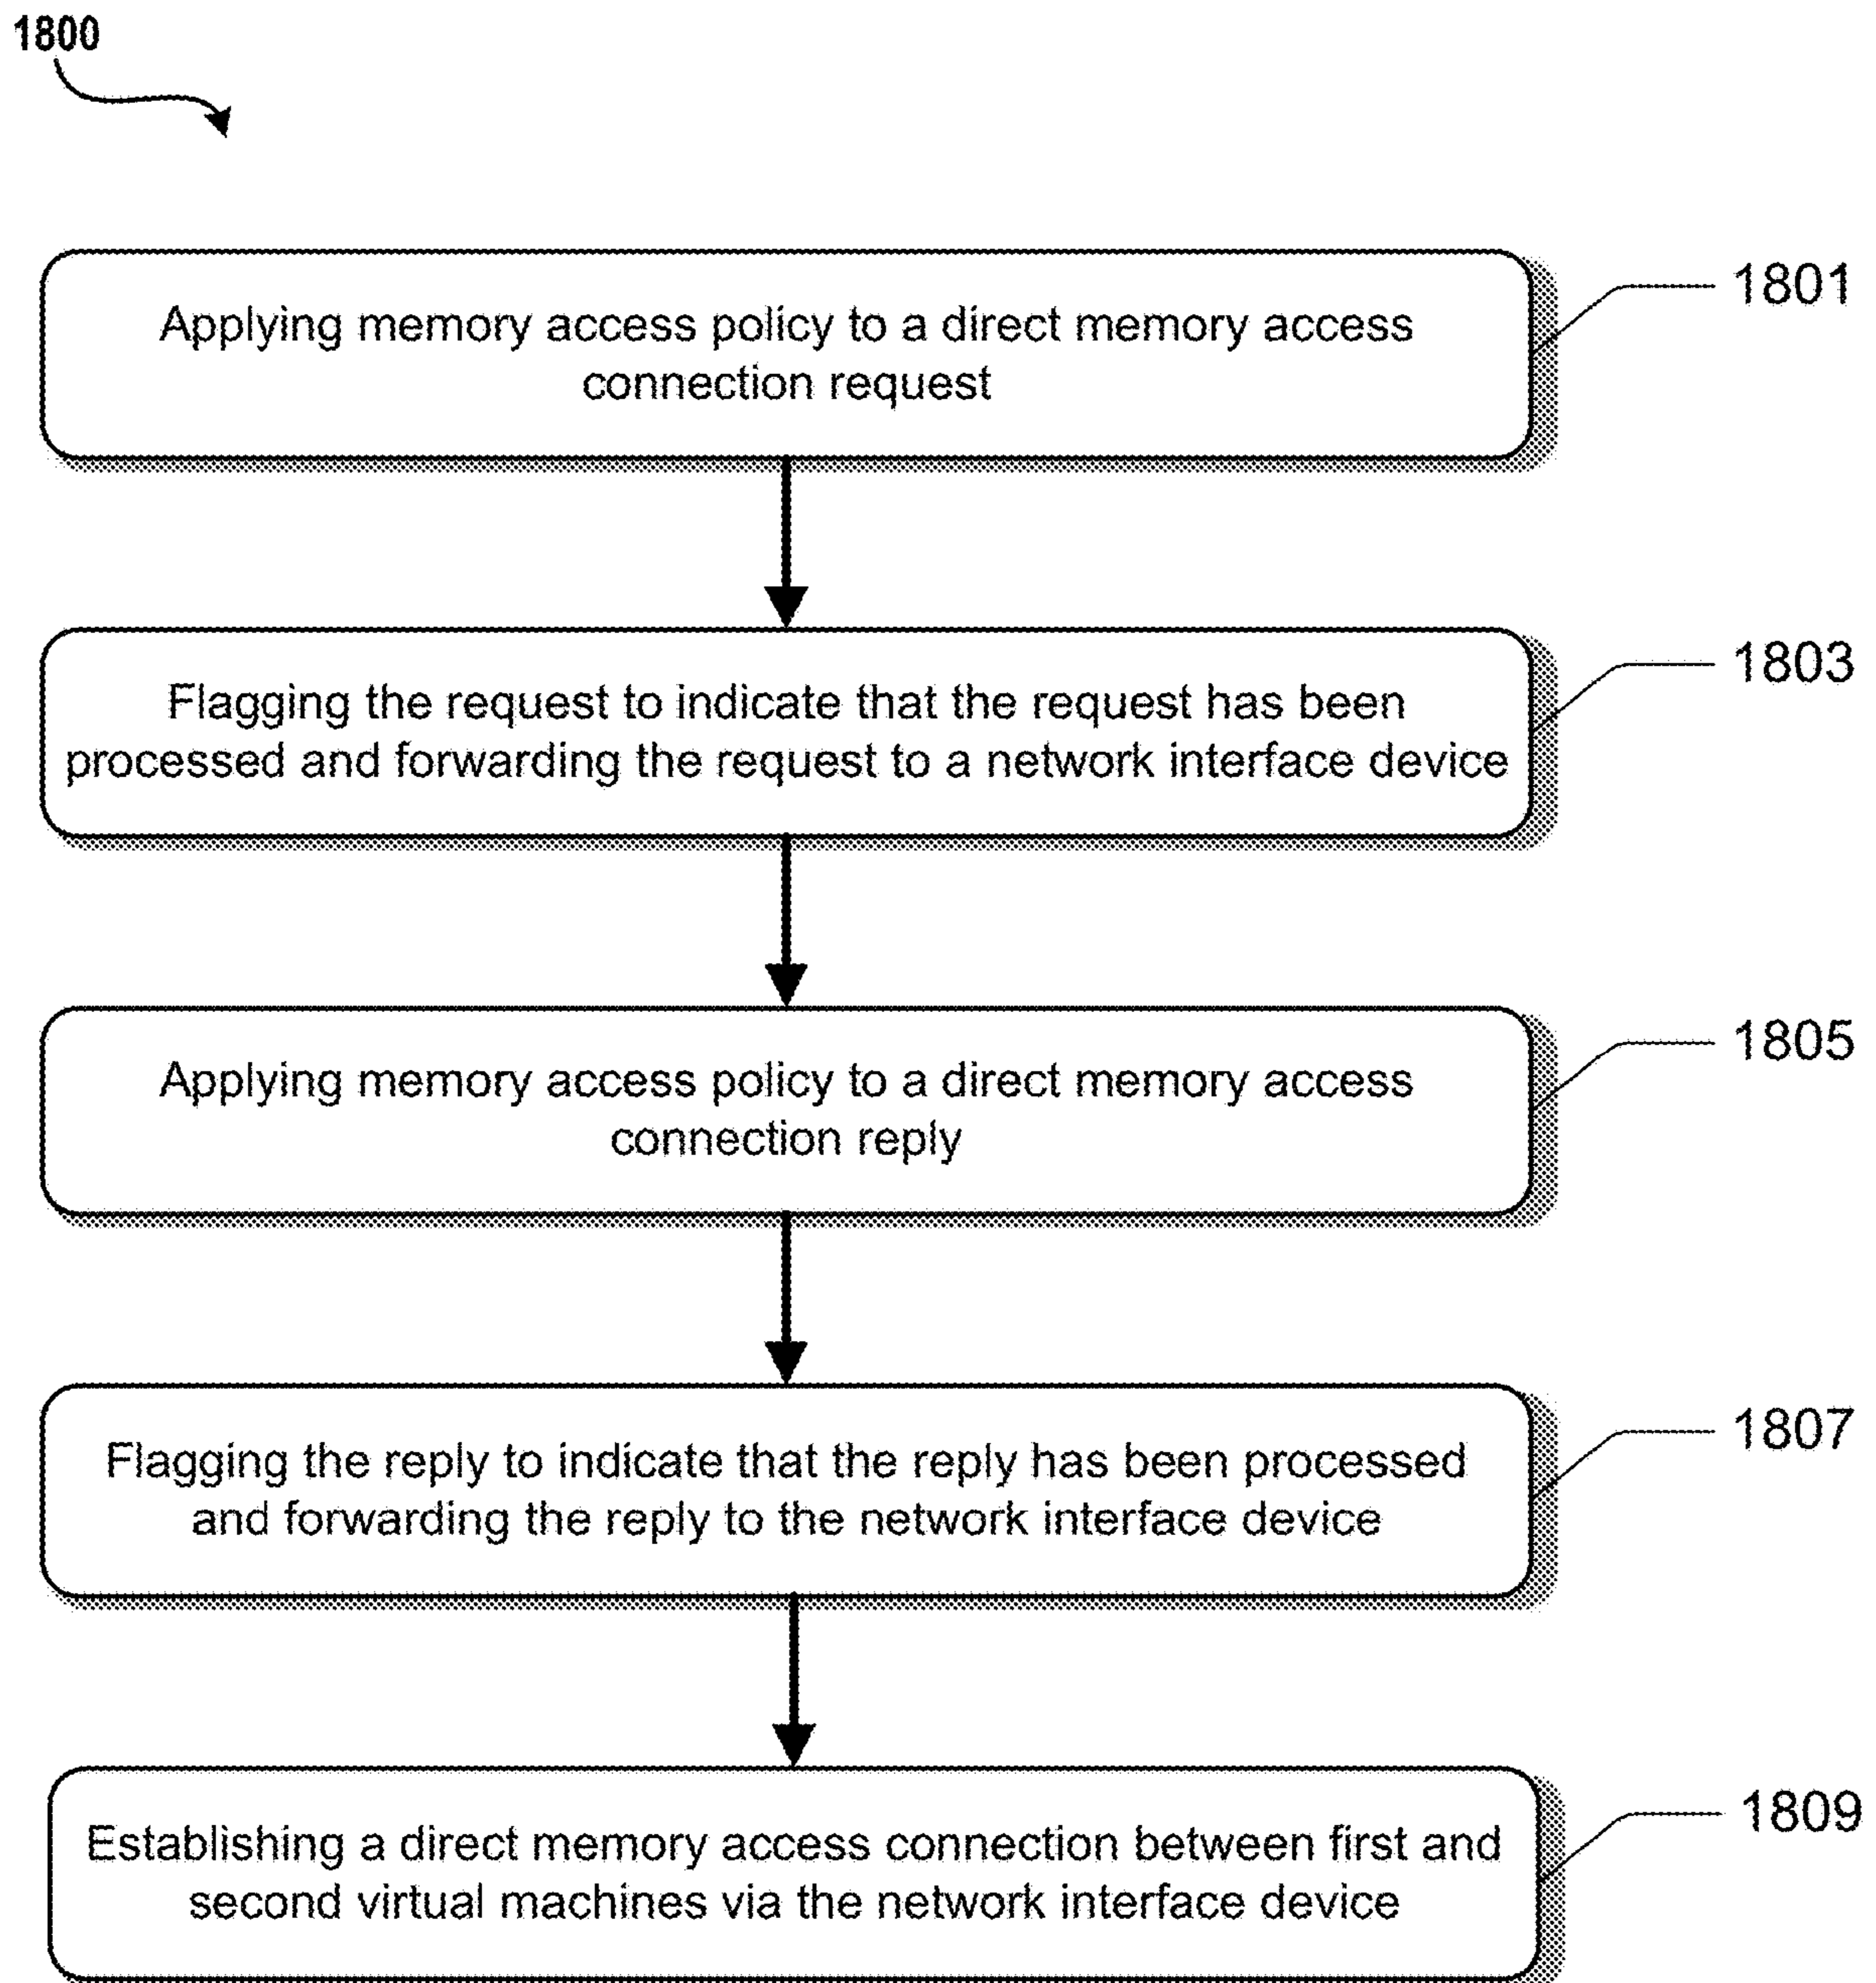 1800
Applying memory access policy to a direct memory access
connection request
1801
Flagging the request to indicate that the request has been
processed and forwarding the request to a network interface device
1803
Applying memory access policy to a direct memory access
connection reply
1805
Flagging the reply to indicate that the reply has been processed
and forwarding the reply to the network interface device
1807
Establishing a direct memory access connection between first and
second virtual machines via the network interface device
1809